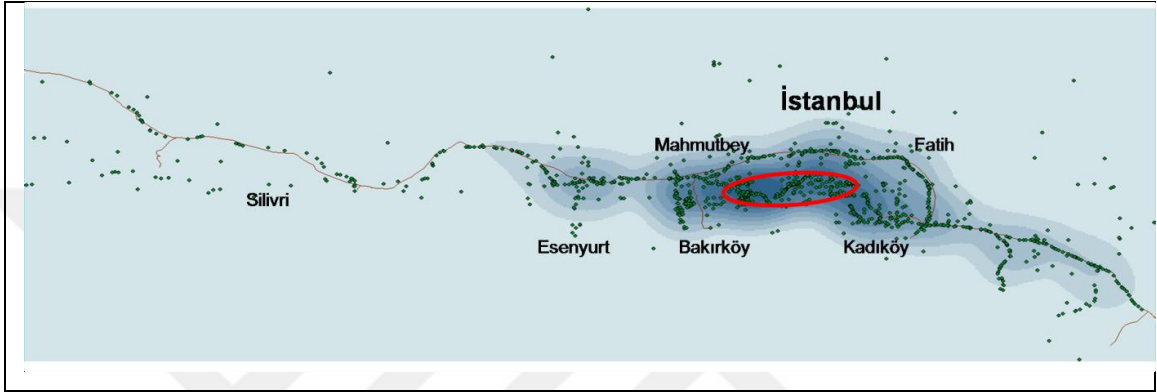 İstanbul
Mahmutbey
Fatih
Silivri
Esenyurt
Bakırköy
Kadıköy